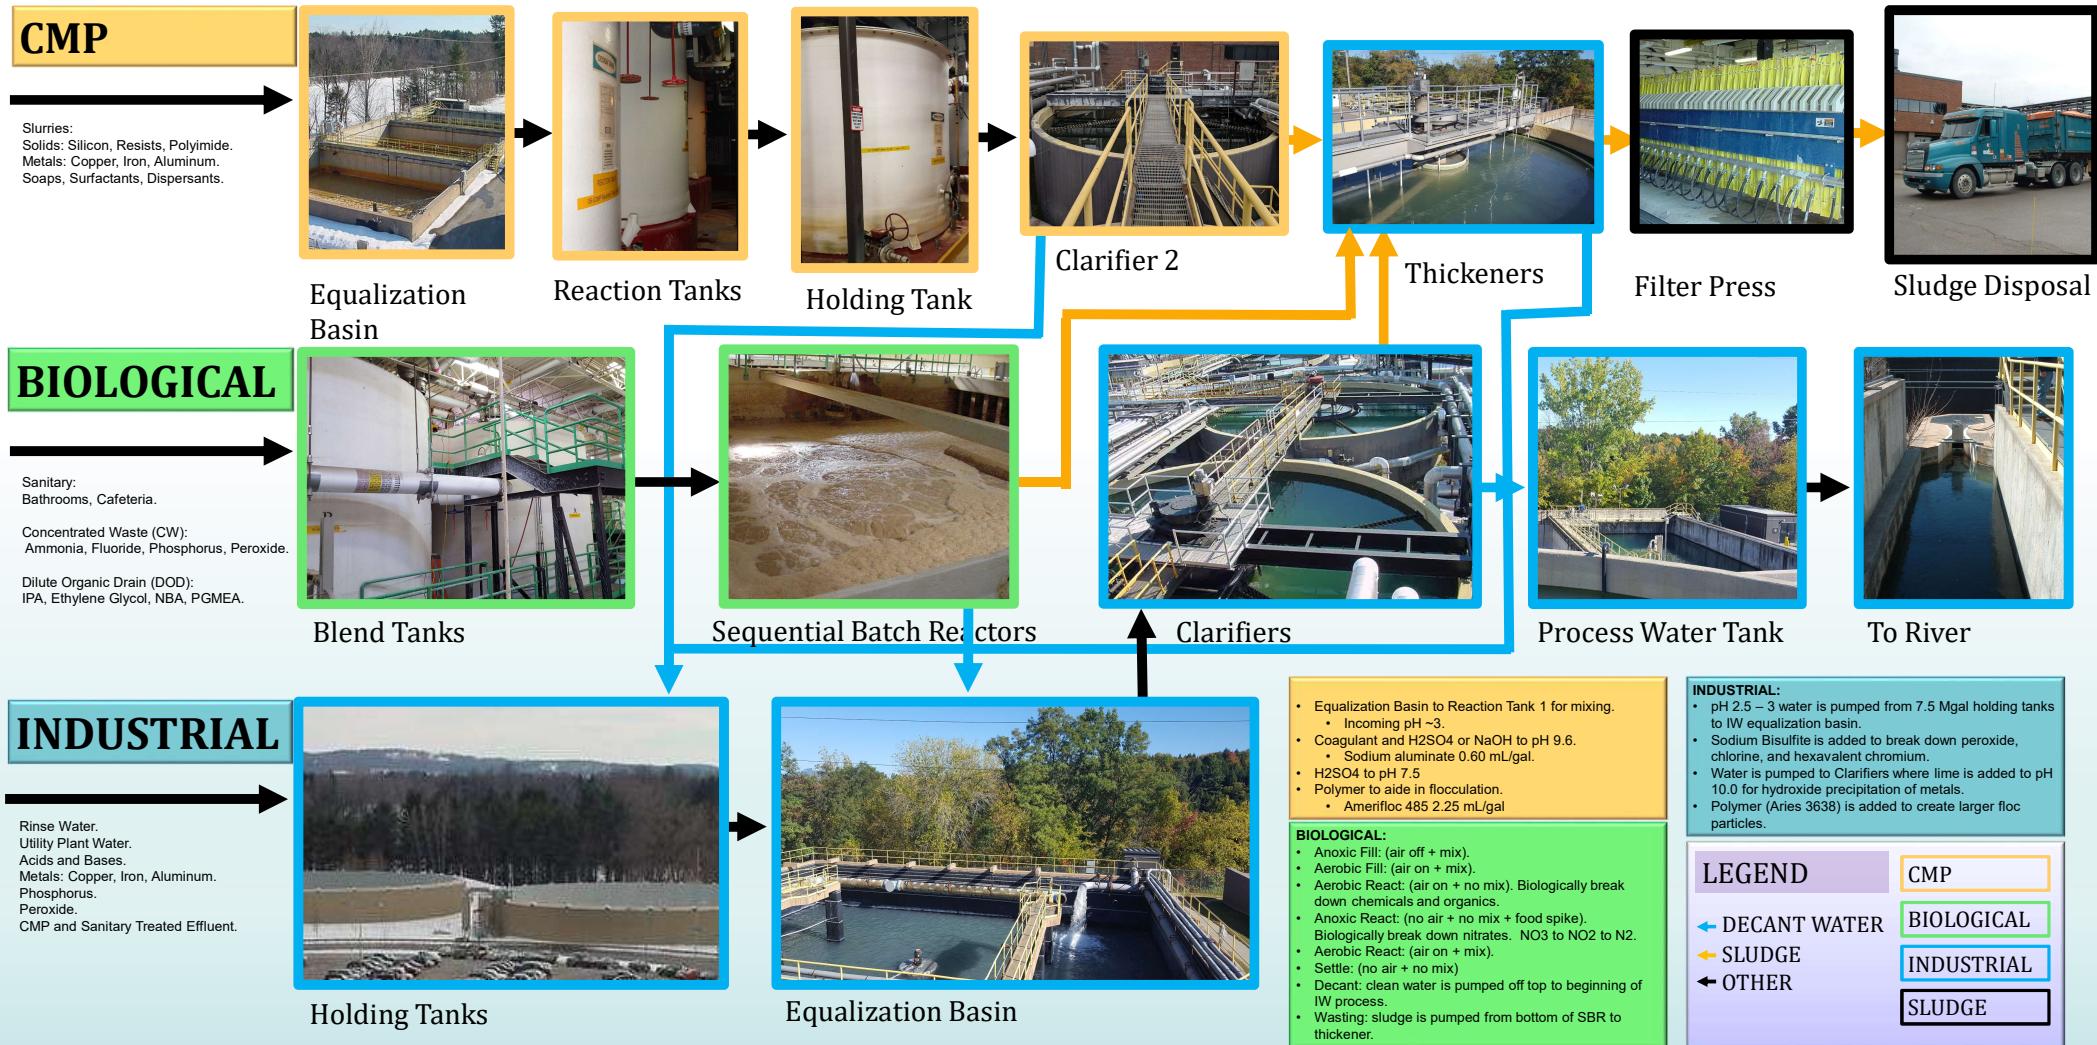 CMP
Slurries:
Solids: Silicon, Resists, Polyimide.
Metals: Copper, Iron, Aluminum.
Soaps, Surfactants, Dispersants.
Equalization
Basin
Reaction Tanks
Holding Tank
Clarifier 2
Thickeners
Filter Press
Sludge Disposal
BIOLOGICAL
Sanitary:
Bathrooms, Cafeteria.
Concentrated Waste (CW):
Ammonia, Fluoride, Phosphorus, Peroxide.
Dilute Organic Drain (DOD):
IPA, Ethylene Glycol, NBA, PGMEA.
Blend Tanks
Sequential Batch Reactors
Clarifiers
Process Water Tank
To River
INDUSTRIAL
Rinse Water.
Utility Plant Water.
Acids and Bases.
Metals: Copper, Iron, Aluminum.
Phosphorus.
Peroxide.
CMP and Sanitary Treated Effluent.
Holding Tanks
Equalization Basin
• Equalization Basin to Reaction Tank 1 for mixing.
• Incoming pH ~3.
• Coagulant and H2SO4 or NaOH to pH 9.6.
• Sodium aluminate 0.60 mL/gal.
• H2SO4 to pH 7.5
• Polymer to aide in flocculation.
• Amerifloc 485 2.25 mL/gal
BIOLOGICAL:
• Anoxic Fill: (air off + mix).
• Aerobic Fill: (air on + mix).
• Aerobic React: (air on + no mix). Biologically break
down chemicals and organics.
• Anoxic React: (no air + no mix + food spike).
Biologically break down nitrates. NO3 to NO2 to N2.
• Aerobic React: (air on + mix).
• Settle: (no air + no mix)
• Decant: clean water is pumped off top to beginning of
IW process.
• Wasting: sludge is pumped from bottom of SBR to
thickener.
INDUSTRIAL:
• pH 2.5 – 3 water is pumped from 7.5 Mgal holding tanks
to IW equalization basin.
• Sodium Bisulfite is added to break down peroxide,
chlorine, and hexavalent chromium.
• Water is pumped to Clarifiers where lime is added to pH
10.0 for hydroxide precipitation of metals.
• Polymer (Aries 3638) is added to create larger floc
particles.
LEGEND
DECANT WATER
SLUDGE
OTHER
CMP
BIOLOGICAL
INDUSTRIAL
SLUDGE